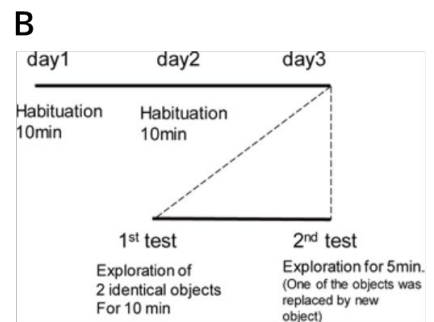 B
day1 day2 day3
Habituation
10min
Habituation
10min
1st test
2nd test
Exploration of
2 identical objects
For 10 min
Exploration for 5min.
(One of the objects was
replaced by new
object)